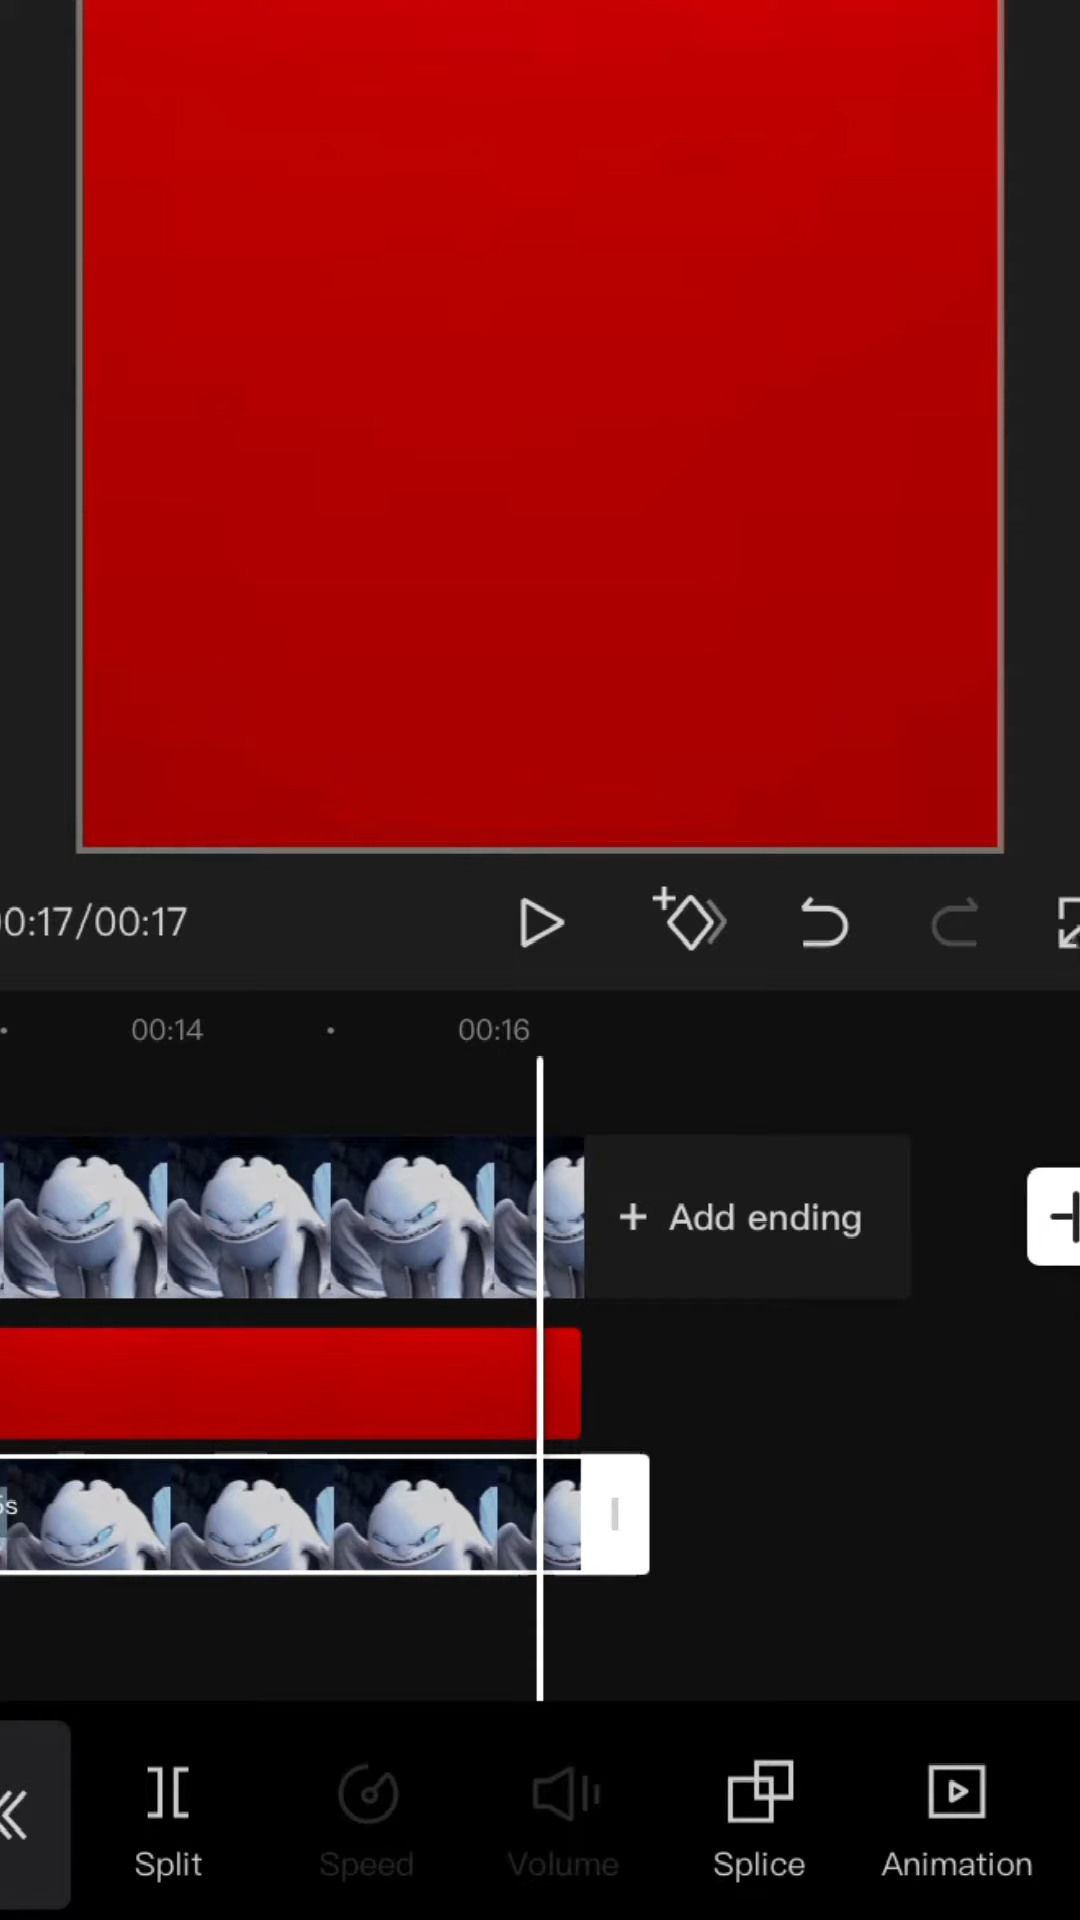 0:17/00:17
00:14
00:16
+ Add ending
s
Split
Speed
Volume
Splice
Animation